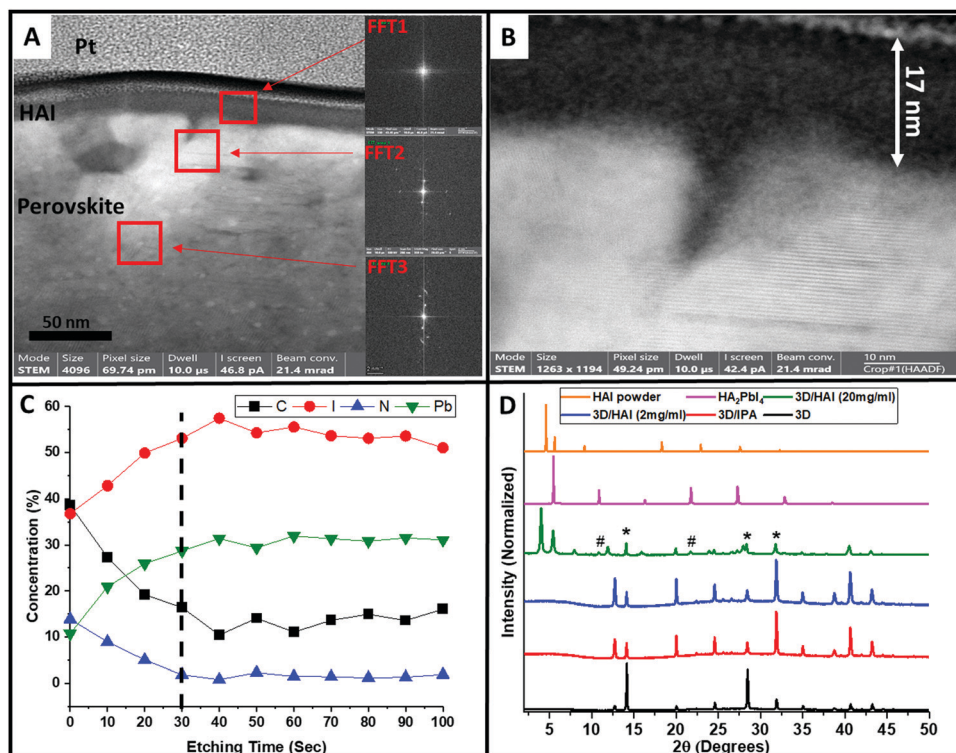 A
Pt
HAI
Perovskite
50 nm
FFT1
FFT2
FFT3
Mode Size Pixel size Dwell I screen Beam conv.
STEM 4096 69.74 pm 10.0 µs 46.8 pA 21.4 mrad
B
17 nm
Mode Size Pixel size Dwell I screen Beam conv. 10 nm
STEM 1263 x 1194 49.24 pm 10.0 µs 42.4 pA 21.4 mrad Crop#1(HAADF)
C
C I N Pb
Concentration (%)
60
50
40
30
20
10
0
0 10 20 30 40 50 60 70 80 90 100
Etching Time (Sec)
D
HAI powder HA₂PbI₄ 3D/HAI (20mg/ml)
3D/HAI (2mg/ml) 3D/IPA 3D
Intensity (Normalized)
# * # * *
5 10 15 20 25 30 35 40 45 50
2θ (Degrees)